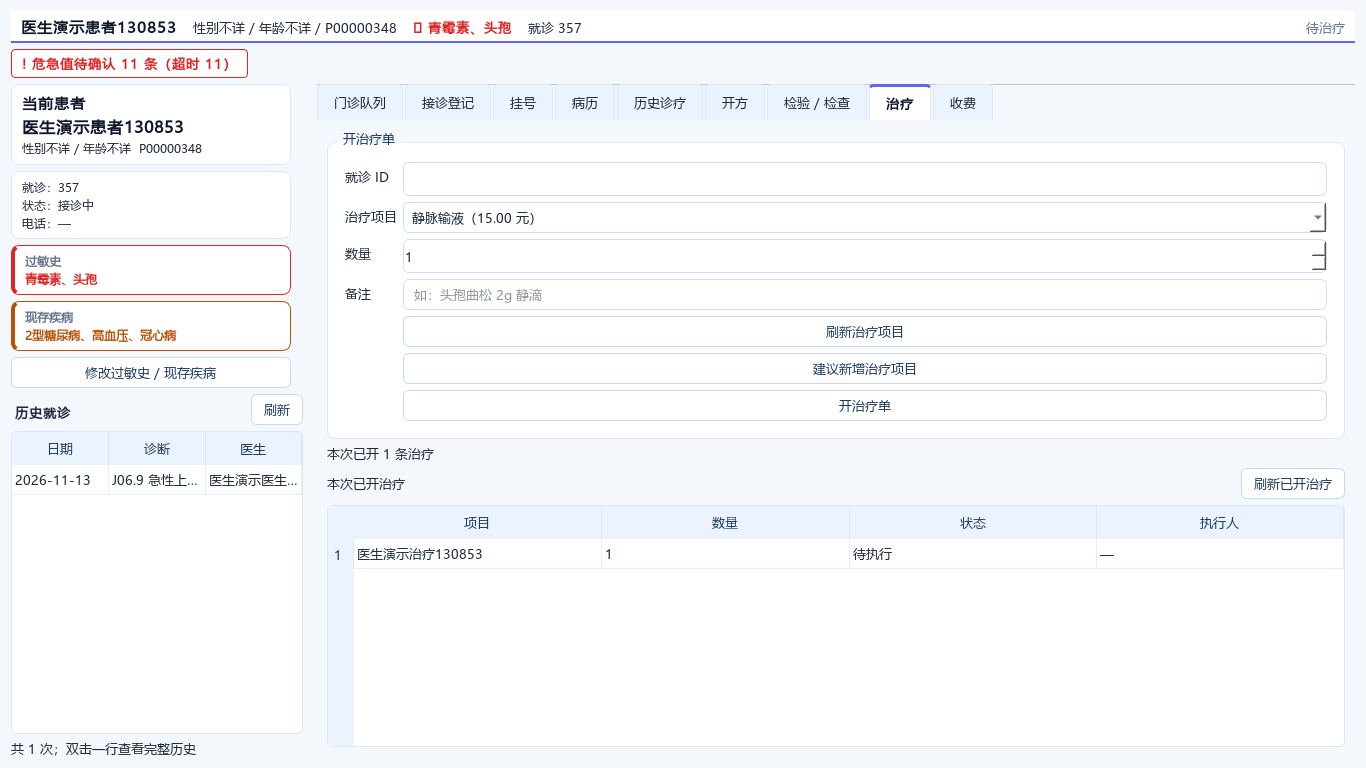 医生演示患者130853 性别不详 / 年龄不详 / P00000348 青霉素、头孢 就诊 357 待治疗
! 危急值待确认 11 条（超时 11）
当前患者
医生演示患者130853
性别不详 / 年龄不详 P00000348
就诊：357
状态：接诊中
电话：—
过敏史
青霉素、头孢
现存疾病
2型糖尿病、高血压、冠心病
修改过敏史 / 现存疾病
历史就诊 刷新
日期 诊断 医生
2026-11-13 J06.9 急性上... 医生演示医生...
共 1 次；双击一行查看完整历史
门诊队列 接诊登记 挂号 病历 历史诊疗 开方 检验 / 检查 治疗 收费
开治疗单
就诊 ID
治疗项目 静脉输液（15.00 元）
数量 1
备注 如：头孢曲松 2g 静滴
刷新治疗项目
建议新增治疗项目
开治疗单
本次已开 1 条治疗
本次已开治疗 刷新已开治疗
项目 数量 状态 执行人
1 医生演示治疗130853 1 待执行 —